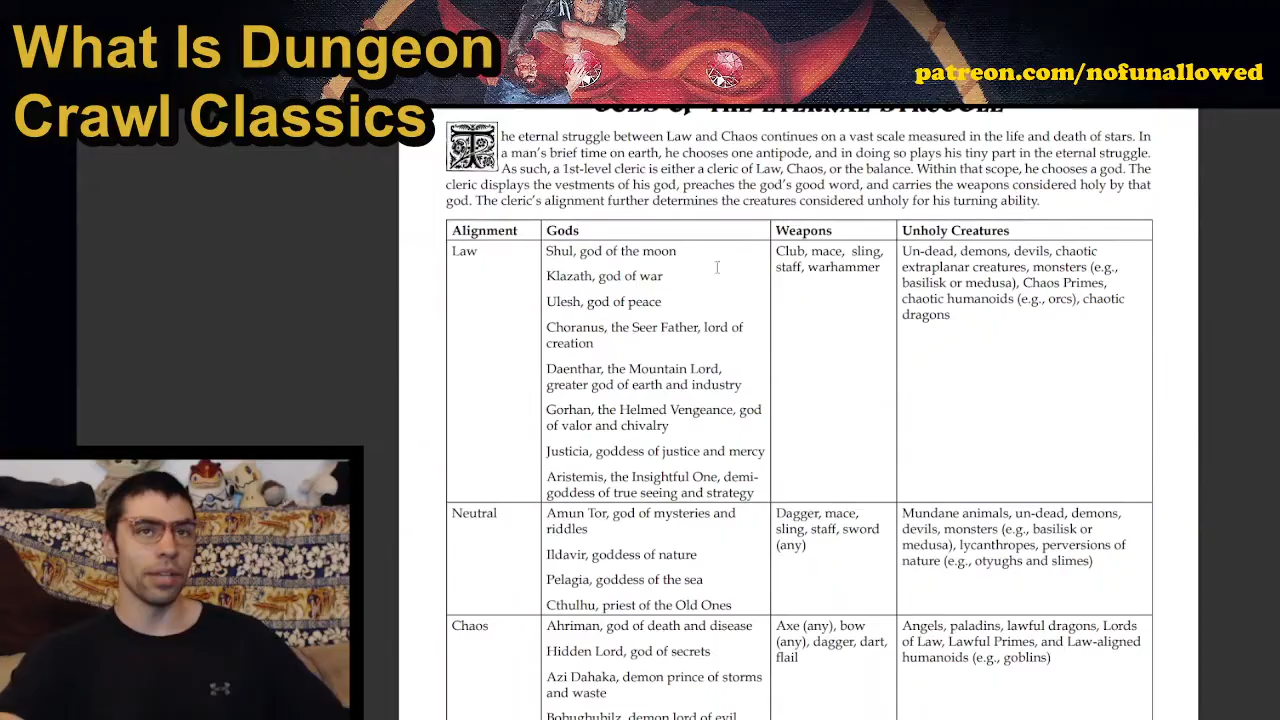 What Is Dungeon
Crawl Classics
patreon.com/nofunallowed
GODS OF THE ETERNAL STRUGGLE
The eternal struggle between Law and Chaos continues on a vast scale measured in the life and death of stars. In
a man's brief time on earth, he chooses one antipode, and in doing so plays his tiny part in the eternal struggle.
As such, a 1st-level cleric is either a cleric of Law, Chaos, or the balance. Within that scope, he chooses a god. The
cleric displays the vestments of his god, preaches the god's good word, and carries the weapons considered holy by that
god. The cleric's alignment further determines the creatures considered unholy for his turning ability.
Alignment
Gods
Weapons
Unholy Creatures
Law
Shul, god of the moon
Klazath, god of war
Ulesh, god of peace
Choranus, the Seer Father, lord of
creation
Daenthar, the Mountain Lord,
greater god of earth and industry
Gorhan, the Helmed Vengeance, god
of valor and chivalry
Justicia, goddess of justice and mercy
Aristemis, the Insightful One, demi-
goddess of true seeing and strategy
Club, mace, sling,
staff, warhammer
Un-dead, demons, devils, chaotic
extraplanar creatures, monsters (e.g.,
basilisk or medusa), Chaos Primes,
chaotic humanoids (e.g., orcs), chaotic
dragons
Neutral
Amun Tor, god of mysteries and
riddles
Ildavir, goddess of nature
Pelagia, goddess of the sea
Cthulhu, priest of the Old Ones
Dagger, mace,
sling, staff, sword
(any)
Mundane animals, un-dead, demons,
devils, monsters (e.g., basilisk or
medusa), lycanthropes, perversions of
nature (e.g., otyughs and slimes)
Chaos
Ahriman, god of death and disease
Hidden Lord, god of secrets
Azi Dahaka, demon prince of storms
and waste
Bobugbubilz, demon lord of evil
Axe (any), bow
(any), dagger, dart,
flail
Angels, paladins, lawful dragons, Lords
of Law, Lawful Primes, and Law-aligned
humanoids (e.g., goblins)